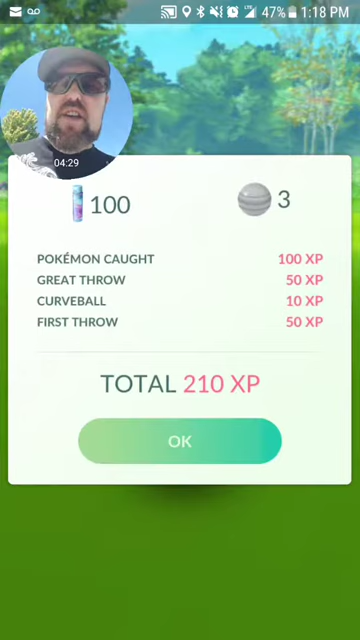 LTE 47% 1:18 PM
04:29
100 3
POKÉMON CAUGHT 100 XP
GREAT THROW 50 XP
CURVEBALL 10 XP
FIRST THROW 50 XP
TOTAL 210 XP
OK